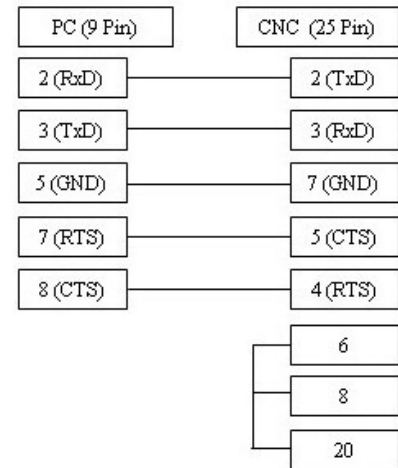 PC (9 Pin) CNC (25 Pin)
2 (RxD) 2 (TxD)
3 (TxD) 3 (RxD)
5 (GND) 7 (GND)
7 (RTS) 5 (CTS)
8 (CTS) 4 (RTS)
6
8
20